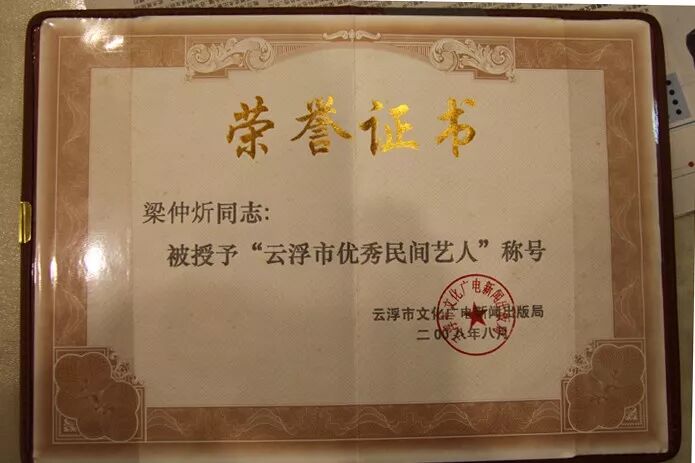 荣誉证书
梁仲炘同志:
被授予“云浮市优秀民间艺人”称号
云浮市文化广电新闻出版局
二00八年八月